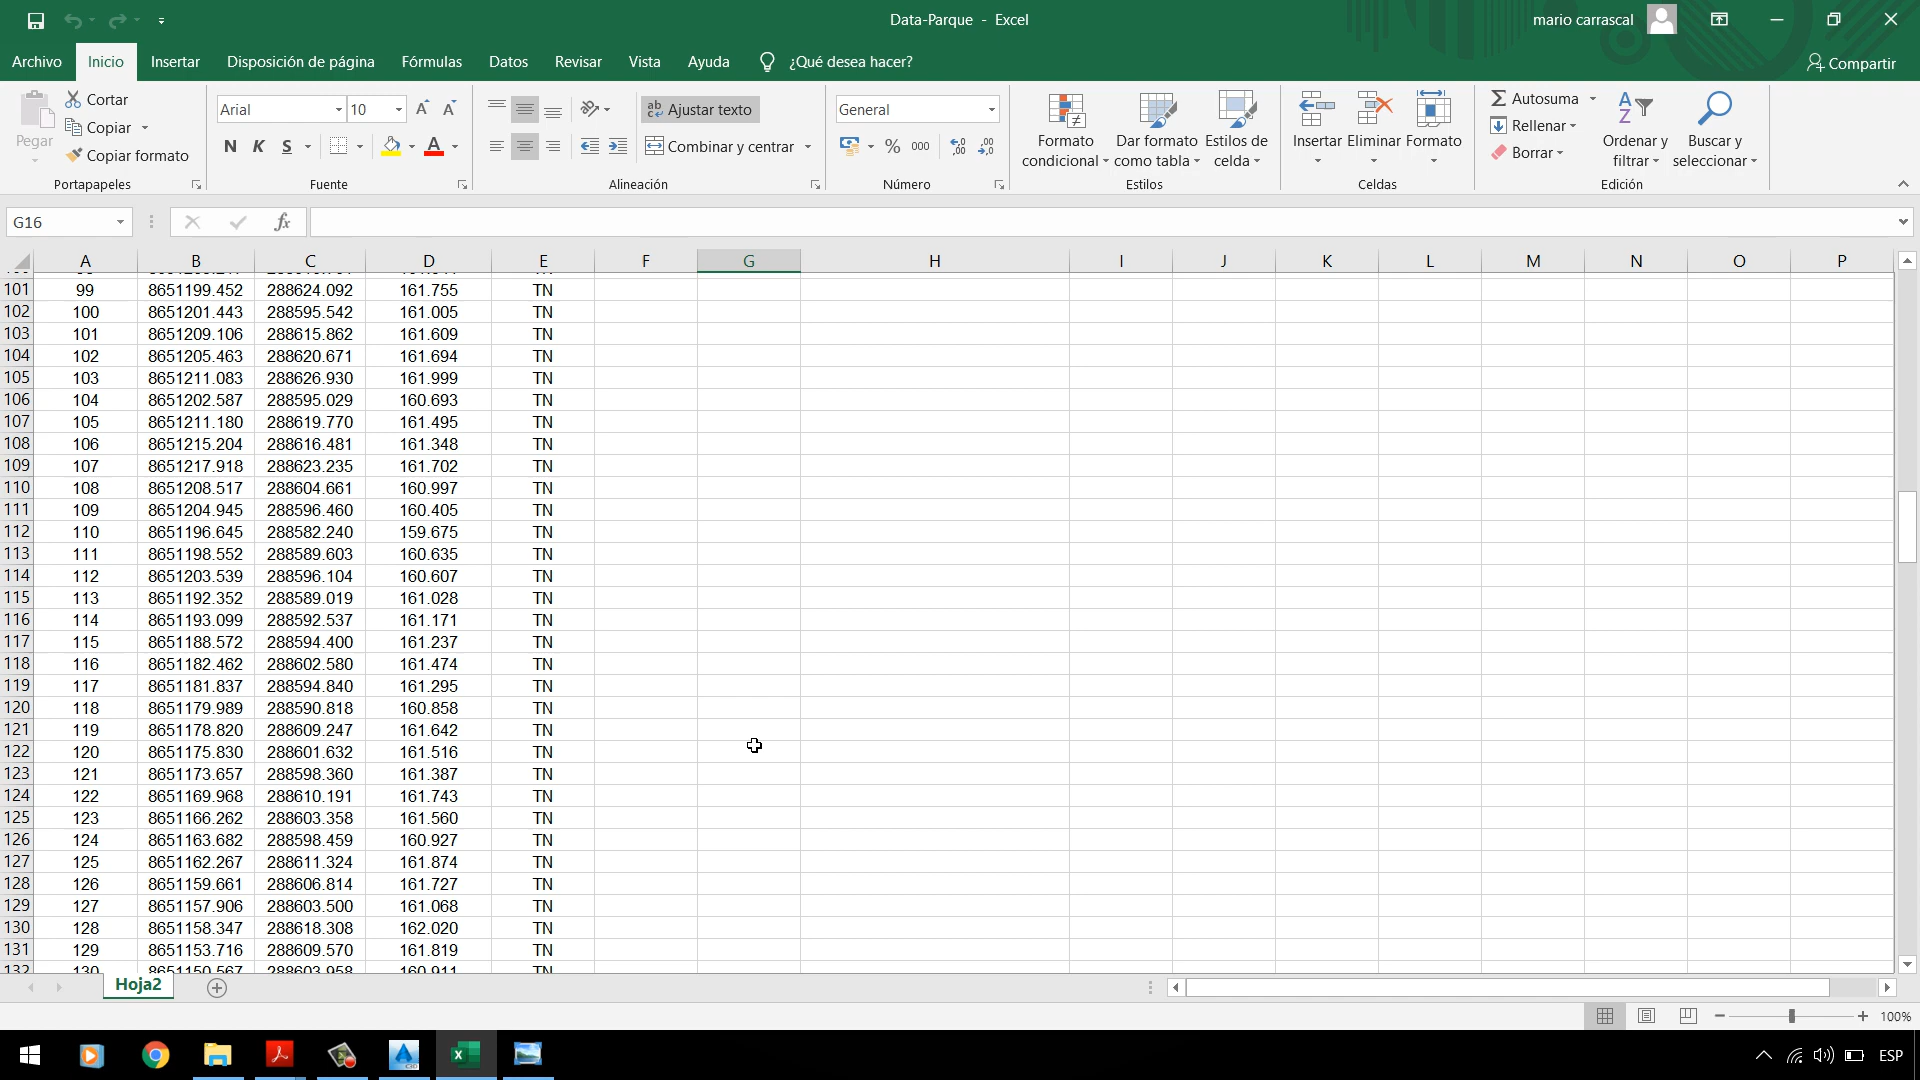 Data-Parque - Excel
mario carrascal
Archivo Inicio Insertar Disposición de página Fórmulas Datos Revisar Vista Ayuda ¿Qué desea hacer? Compartir
Pegar
Cortar
Copiar
Copiar formato
Portapapeles
Arial 10
N K S
Fuente
Ajustar texto
Combinar y centrar
Alineación
General
% 000
Número
Formato condicional
Dar formato como tabla
Estilos de celda
Estilos
Insertar Eliminar Formato
Celdas
Autosuma
Rellenar
Borrar
Ordenar y filtrar
Buscar y seleccionar
Edición
G16 fx
A B C D E F G H I J K L M N O P
101 99 8651199.452 288624.092 161.755 TN
102 100 8651201.443 288595.542 161.005 TN
103 101 8651209.106 288615.862 161.609 TN
104 102 8651205.463 288620.671 161.694 TN
105 103 8651211.083 288626.930 161.999 TN
106 104 8651202.587 288595.029 160.693 TN
107 105 8651211.180 288619.770 161.495 TN
108 106 8651215.204 288616.481 161.348 TN
109 107 8651217.918 288623.235 161.702 TN
110 108 8651208.517 288604.661 160.997 TN
111 109 8651204.945 288596.460 160.405 TN
112 110 8651196.645 288582.240 159.675 TN
113 111 8651198.552 288589.603 160.635 TN
114 112 8651203.539 288596.104 160.607 TN
115 113 8651192.352 288589.019 161.028 TN
116 114 8651193.099 288592.537 161.171 TN
117 115 8651188.572 288594.400 161.237 TN
118 116 8651182.462 288602.580 161.474 TN
119 117 8651181.837 288594.840 161.295 TN
120 118 8651179.989 288590.818 160.858 TN
121 119 8651178.820 288609.247 161.642 TN
122 120 8651175.830 288601.632 161.516 TN
123 121 8651173.657 288598.360 161.387 TN
124 122 8651169.968 288610.191 161.743 TN
125 123 8651166.262 288603.358 161.560 TN
126 124 8651163.682 288598.459 160.927 TN
127 125 8651162.267 288611.324 161.874 TN
128 126 8651159.661 288606.814 161.727 TN
129 127 8651157.906 288603.500 161.068 TN
130 128 8651158.347 288618.308 162.020 TN
131 129 8651153.716 288609.570 161.819 TN
132 130 8651150.567 288603.958 160.911 TN
Hoja2
100%
ESP